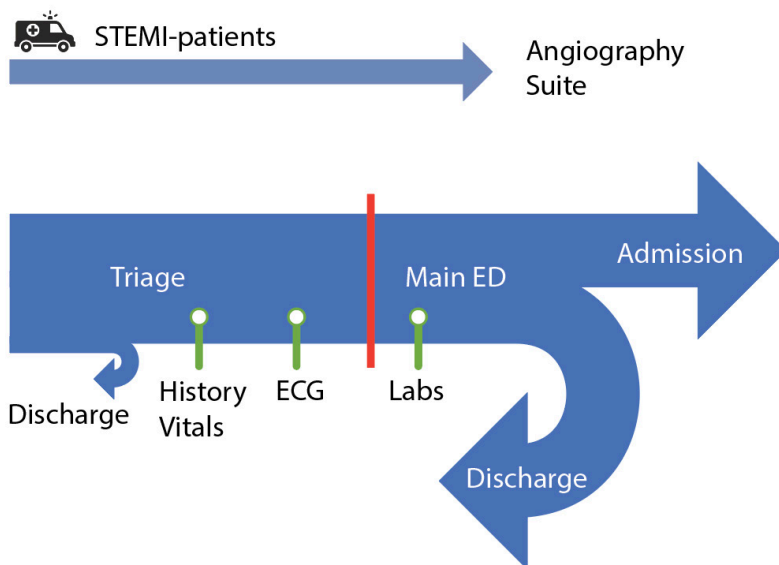 STEMI-patients
Angiography
Suite
Admission
Triage
Main ED
History
Vitals
ECG
Labs
Discharge
Discharge